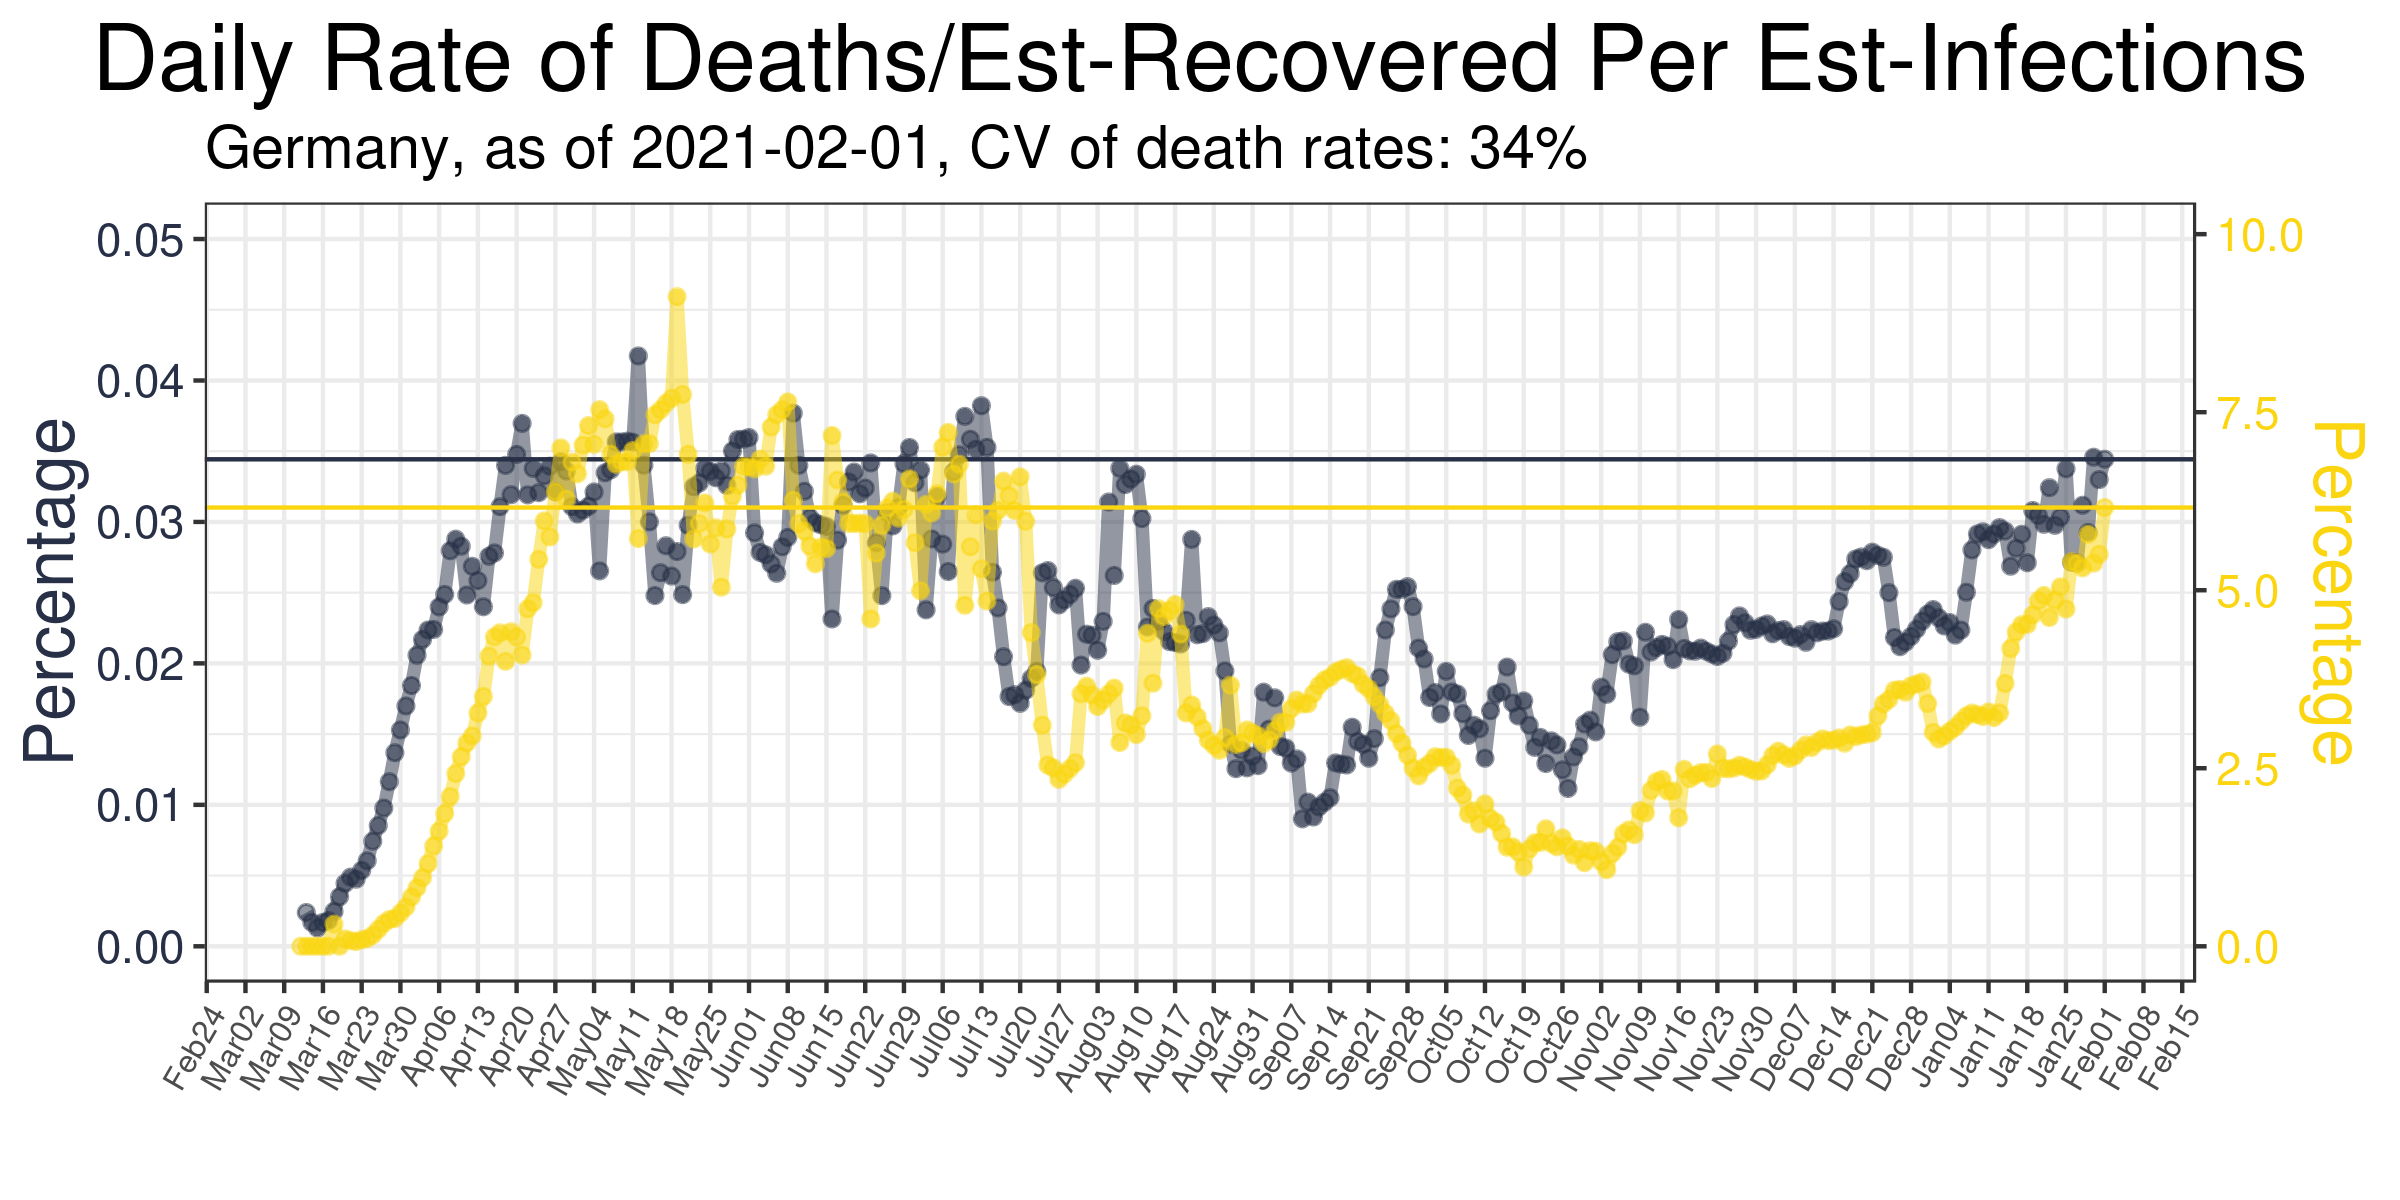 Daily Rate of Deaths/Est-Recovered Per Est-Infections
Germany, as of 2021-02-01, CV of death rates: 34%
Percentage
0.05
0.04
0.03
0.02
0.01
0.00
10.0
7.5
5.0
2.5
0.0
Percentage
Feb24 Mar02 Mar09 Mar16 Mar23 Mar30 Apr06 Apr13 Apr20 Apr27 May04 May11 May18 May25 Jun01 Jun08 Jun15 Jun22 Jun29 Jul06 Jul13 Jul20 Jul27 Aug03 Aug10 Aug17 Aug24 Aug31 Sep07 Sep14 Sep21 Sep28 Oct05 Oct12 Oct19 Oct26 Nov02 Nov09 Nov16 Nov23 Nov30 Dec07 Dec14 Dec21 Dec28 Jan04 Jan11 Jan18 Jan25 Feb01 Feb08 Feb15